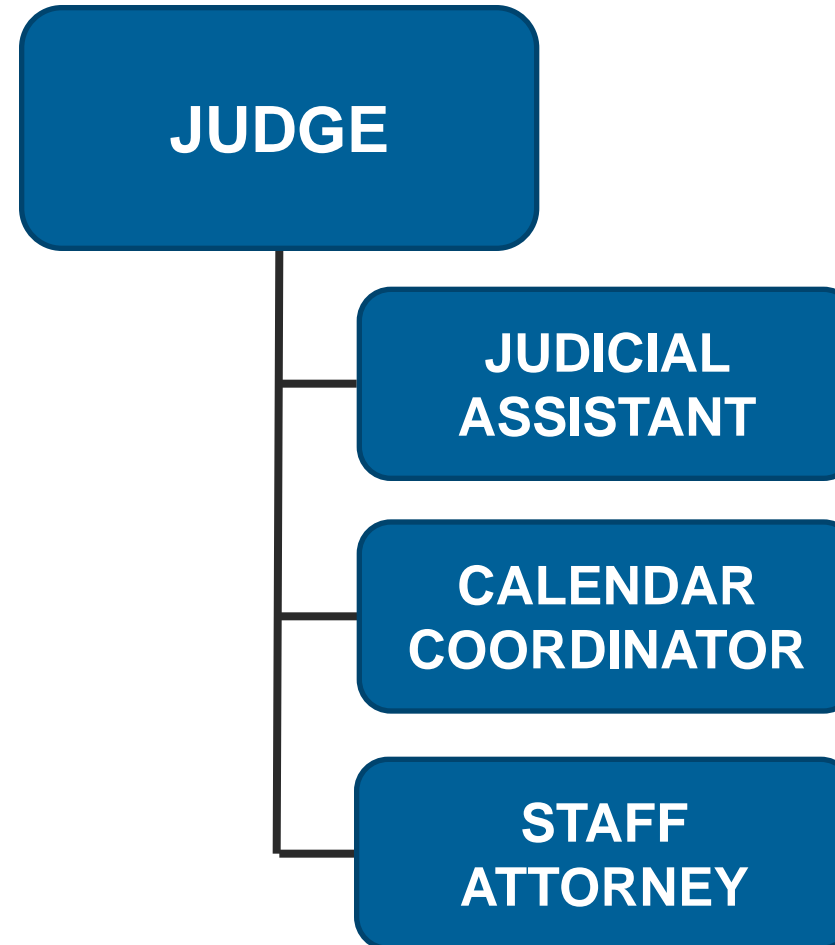 JUDGE
JUDICIAL
ASSISTANT
CALENDAR
COORDINATOR
STAFF
ATTORNEY